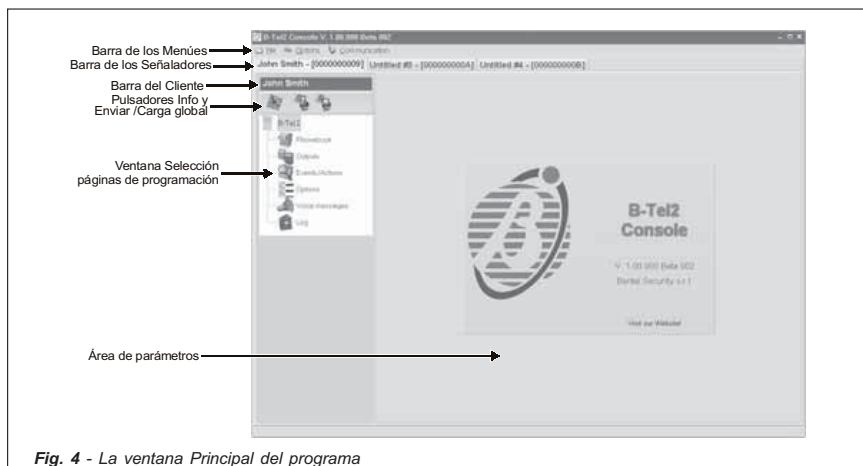 B-Tel2 Console V. 1.00.000 Beta 002
File Options Communication
Barra de los Menúes
Barra de los Señaladores
John Smith - [0000000009] Untitled #3 - [000000000A] Untitled #4 - [000000000B]
Barra del Cliente
John Smith
Pulsadores Info y
Enviar /Carga global
B-Tel2
Phonebook
Outputs
Ventana Selección
páginas de programación
Events/Actions
Options
Voice messages
Log
B-Tel2
Console
V. 1.00.000 Beta 002
Bentel Security s.r.l.
Visit our Website!
Área de parámetros
Fig. 4 - La ventana Principal del programa